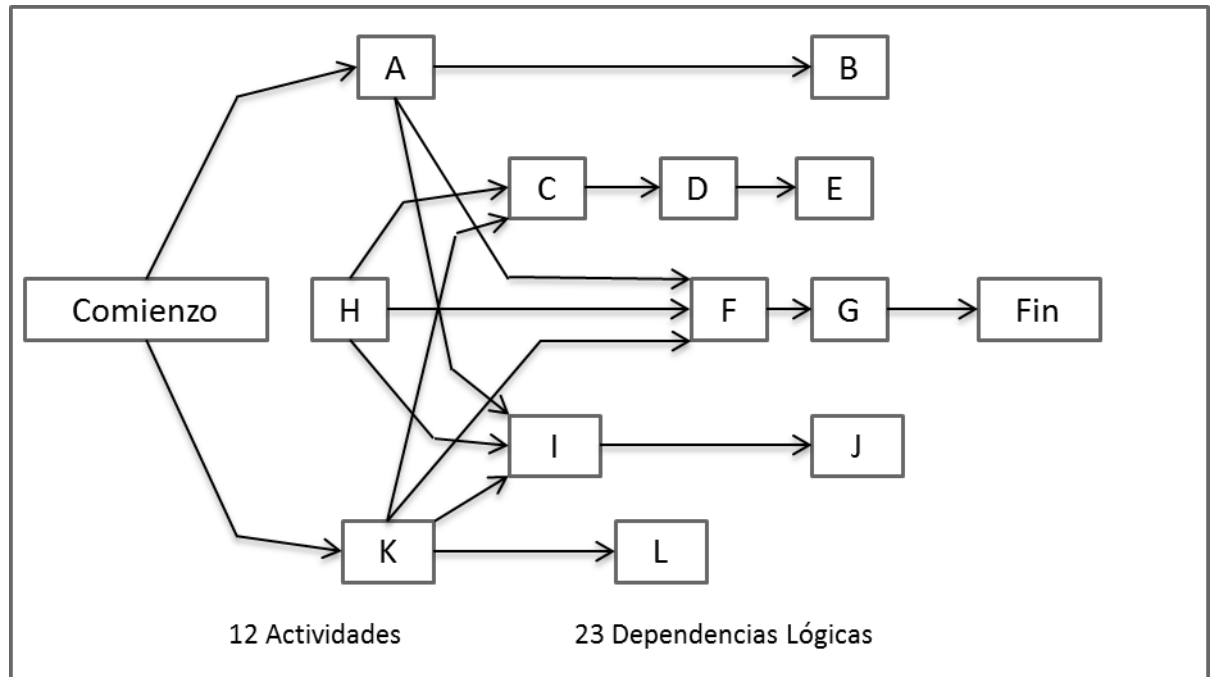 A
B
C
D
E
Comienzo
H
F
G
Fin
I
J
K
L
12 Actividades
23 Dependencias Lógicas